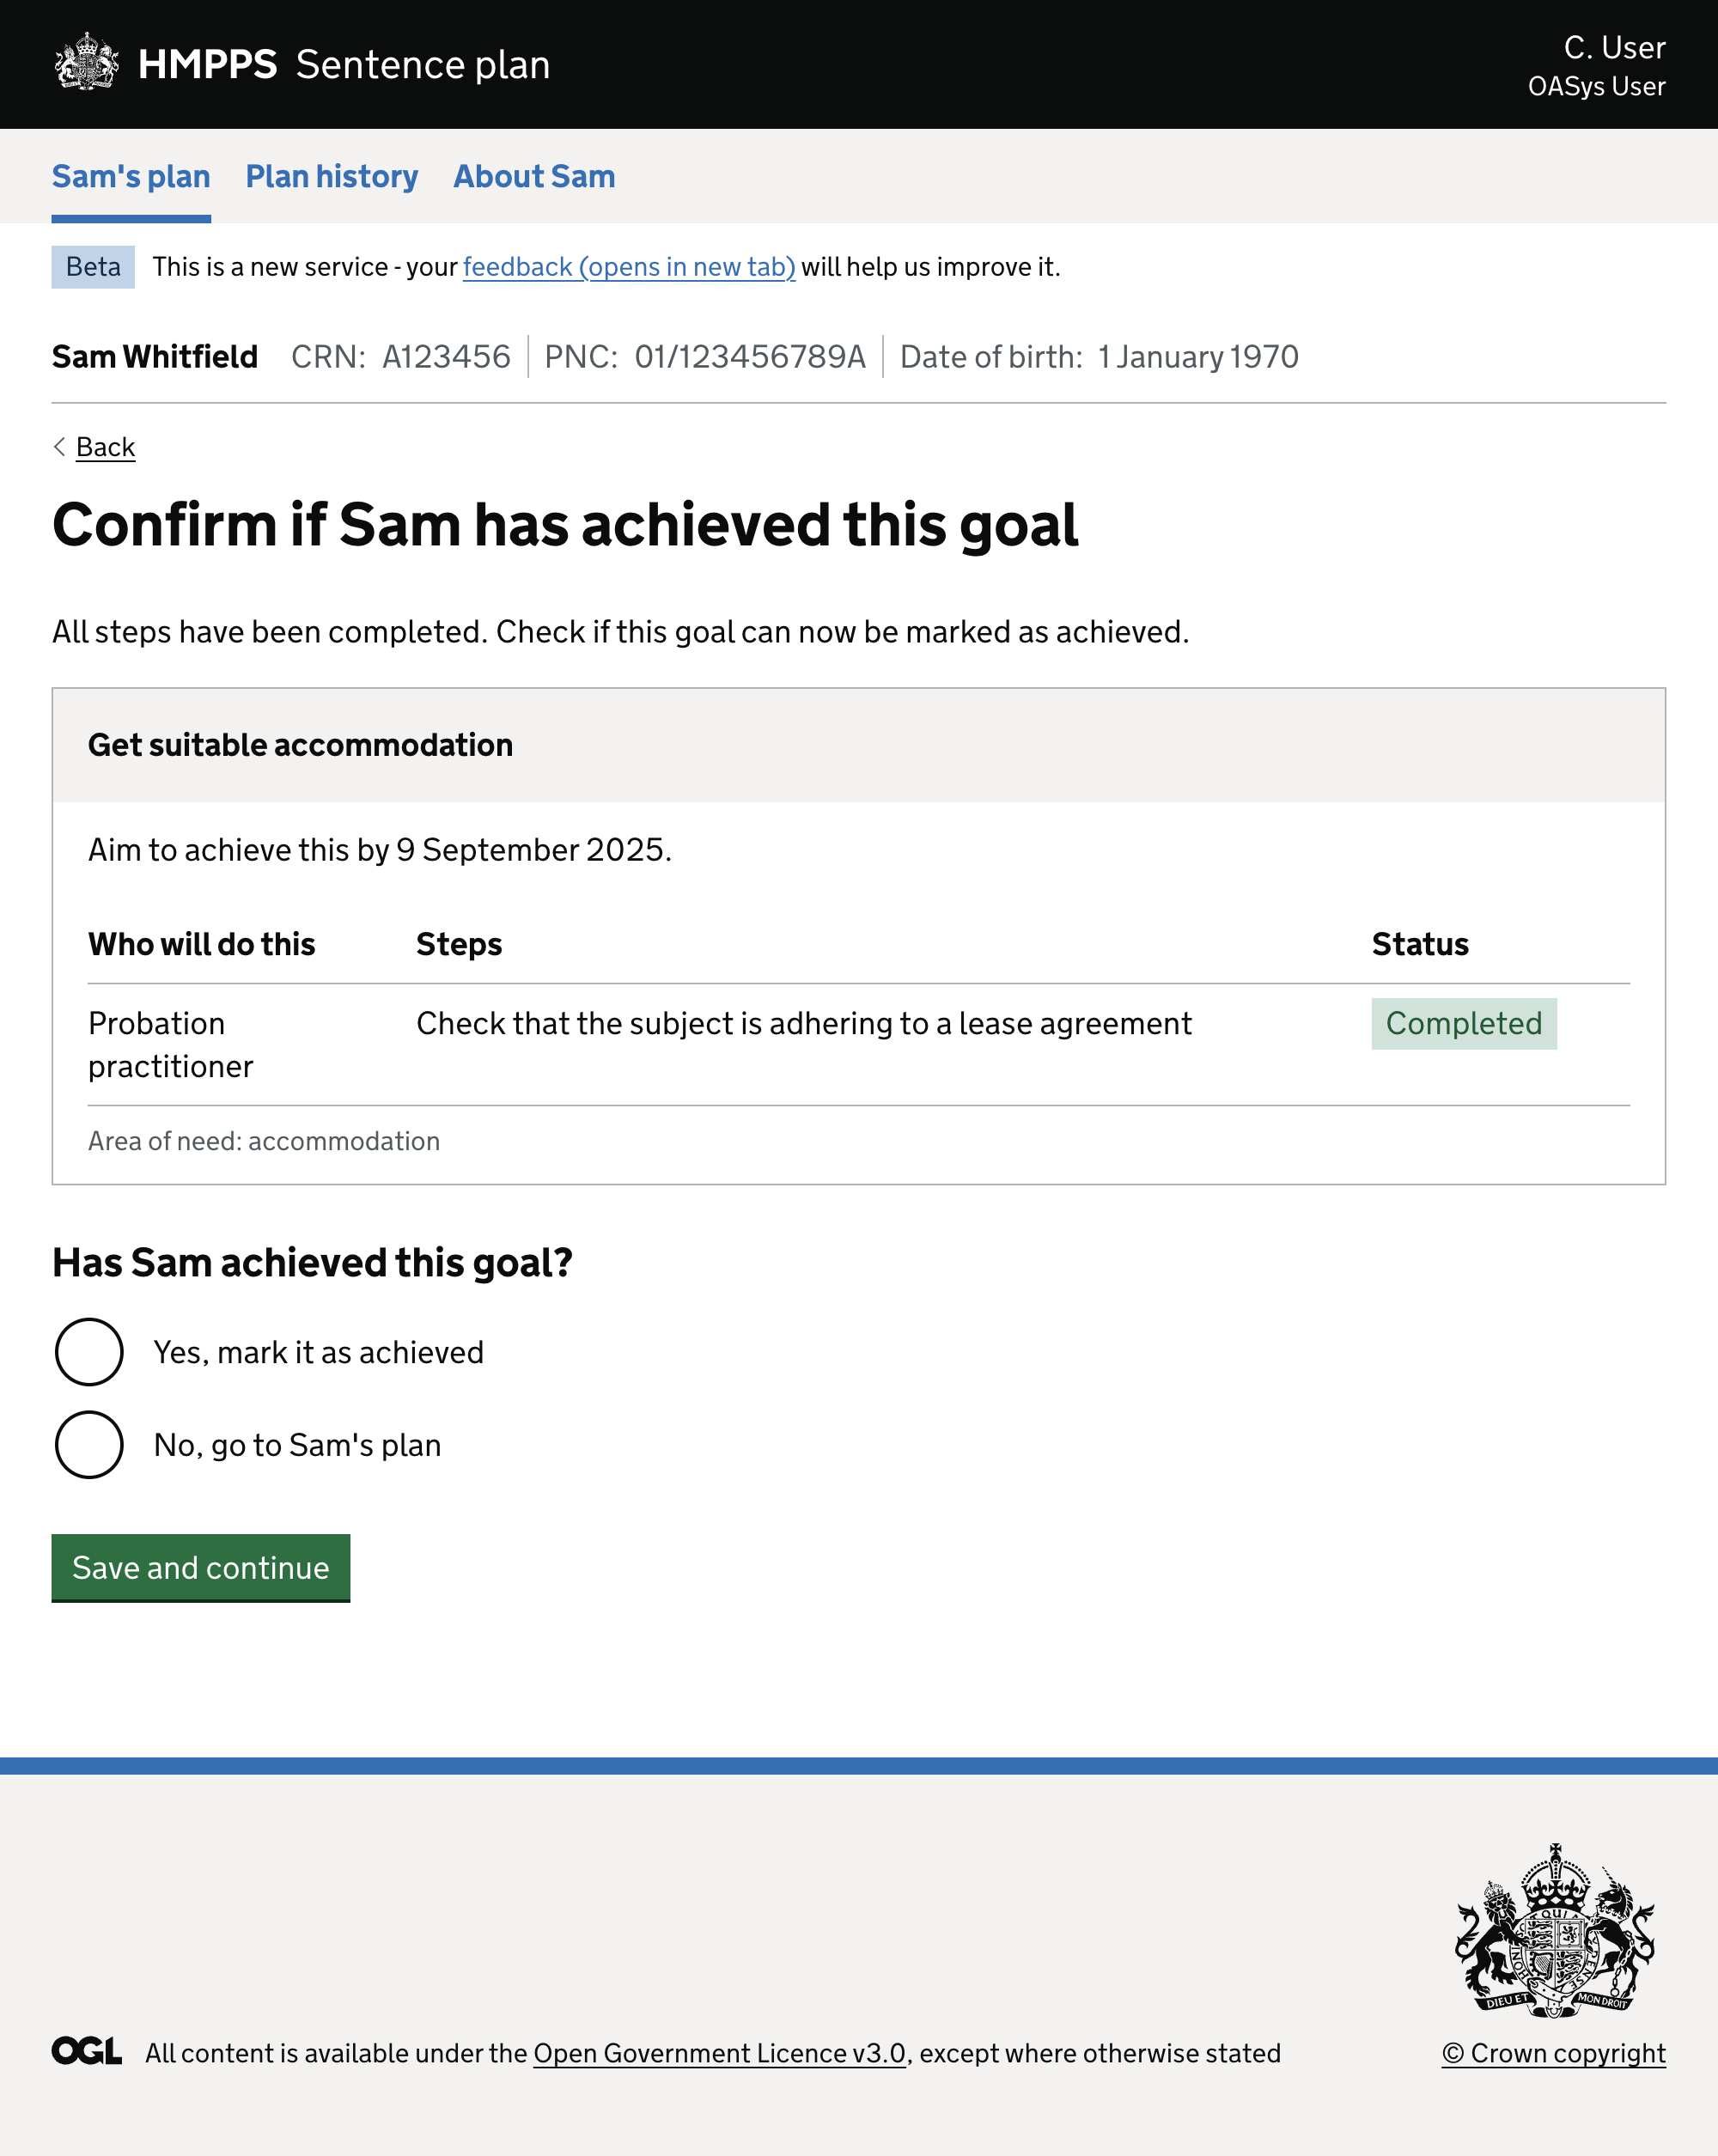 HMPPS Sentence plan
C. User
OASys User
Sam's plan Plan history About Sam
Beta This is a new service - your feedback (opens in new tab) will help us improve it.
Sam Whitfield CRN: A123456 PNC: 01/123456789A Date of birth: 1 January 1970
Back
Confirm if Sam has achieved this goal
All steps have been completed. Check if this goal can now be marked as achieved.
Get suitable accommodation
Aim to achieve this by 9 September 2025.
Who will do this Steps Status
Probation practitioner Check that the subject is adhering to a lease agreement Completed
Area of need: accommodation
Has Sam achieved this goal?
Yes, mark it as achieved
No, go to Sam's plan
Save and continue
DIEU ET MON DROIT
OGL All content is available under the Open Government Licence v3.0, except where otherwise stated
© Crown copyright